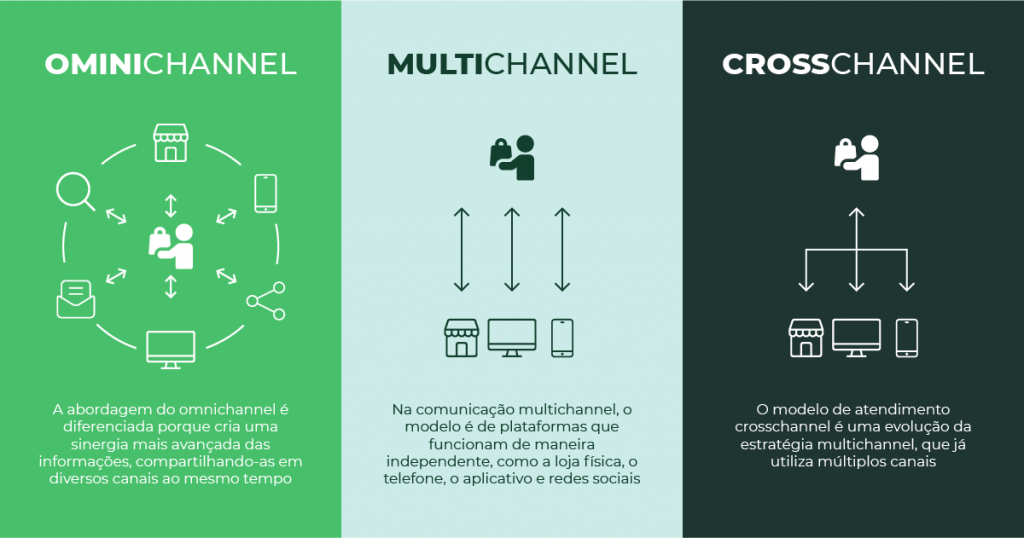 OMINICHANNEL
A abordagem do omnichannel é
diferenciada porque cria uma
sinergia mais avançada das
informações, compartilhando-as em
diversos canais ao mesmo tempo
MULTICHANNEL
Na comunicação multichannel, o
modelo é de plataformas que
funcionam de maneira
independente, como a loja física, o
telefone, o aplicativo e redes sociais
CROSSCHANNEL
O modelo de atendimento
crosschannel é uma evolução da
estratégia multichannel, que já
utiliza múltiplos canais